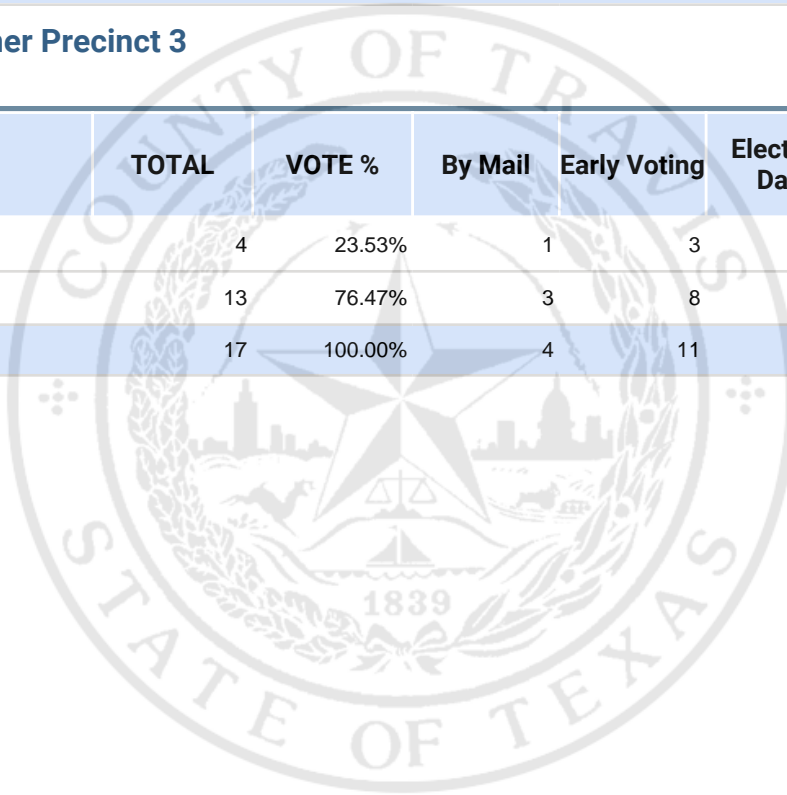 ner Precinct 3
TOTAL VOTE % By Mail Early Voting Elect
Da
4 23.53% 1 3
13 76.47% 3 8
17 100.00% 4 11
COUNTY OF TRAVIS
1839
STATE OF TEXAS